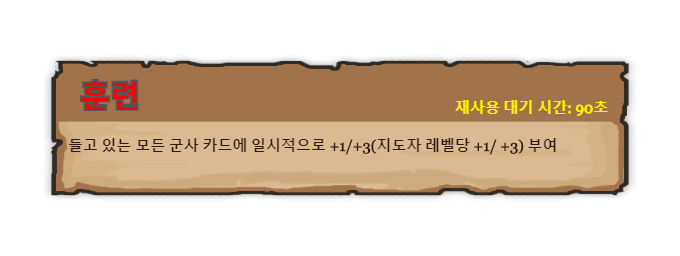 훈련
재사용 대기 시간: 90초
들고 있는 모든 군사 카드에 일시적으로 +1/+3(지도자 레벨당 +1/ +3) 부여